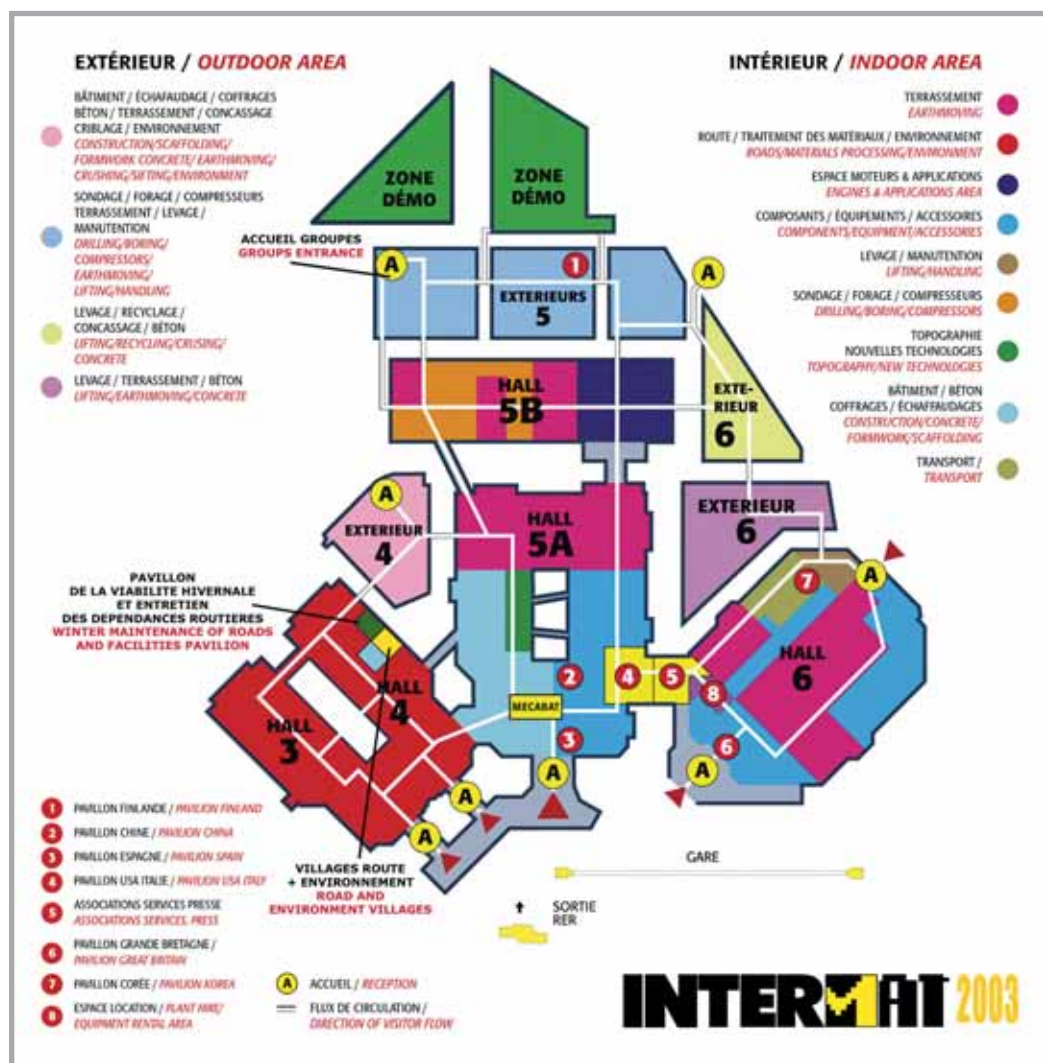 EXTÉRIEUR / OUTDOOR AREA
BÂTIMENT / ÉCHAFAUDAGE / COFFRAGES
BÉTON / TERRASSEMENT / CONCASSAGE
CRIBLAGE / ENVIRONNEMENT
CONSTRUCTION/SCAFFOLDING/
FORMWORK CONCRETE/ EARTHMOVING/
CRUSHING/SIFTING/ENVIRONMENT
SONDAGE / FORAGE / COMPRESSEURS
TERRASSEMENT / LEVAGE /
MANUTENTION
DRILLING/BORING/
COMPRESSORS/
EARTHMOVING/
LIFTING/HANDLING
LEVAGE / RECYCLAGE /
CONCASSAGE / BÉTON
LIFTING/RECYCLING/CRUSING/
CONCRETE
LEVAGE / TERRASSEMENT / BÉTON
LIFTING/EARTHMOVING/CONCRETE
INTÉRIEUR / INDOOR AREA
TERRASSEMENT
EARTHMOVING
ROUTE / TRAITEMENT DES MATÉRIAUX / ENVIRONNEMENT
ROADS/MATERIALS PROCESSING/ENVIRONMENT
ESPACE MOTEURS & APPLICATIONS
ENGINES & APPLICATIONS AREA
COMPOSANTS / ÉQUIPEMENTS / ACCESSOIRES
COMPONENTS/EQUIPMENT/ACCESSORIES
LEVAGE / MANUTENTION
LIFTING/HANDLING
SONDAGE / FORAGE / COMPRESSEURS
DRILLING/BORING/COMPRESSORS
TOPOGRAPHIE
NOUVELLES TECHNOLOGIES
TOPOGRAPHY/NEW TECHNOLOGIES
BÂTIMENT / BÉTON
COFFRAGES / ÉCHAFFAUDAGES
CONSTRUCTION/CONCRETE/
FORMWORK/SCAFFOLDING
TRANSPORT /
TRANSPORT
ZONE
DÉMO
ZONE
DÉMO
ACCUEIL GROUPES
GROUPS ENTRANCE
A
1
A
EXTERIEURS
5
HALL
5B
EXTE-
RIEUR
6
A
EXTERIEUR
4
HALL
5A
EXTERIEUR
6
PAVILLON
DE LA VIABILITE HIVERNALE
ET ENTRETIEN
DES DEPENDANCES ROUTIERES
WINTER MAINTENANCE OF ROADS
AND FACILITIES PAVILION
7
A
HALL
6
2
4
5
8
HALL
4
MECABAT
HALL
3
3
6
A
A
A
A
VILLAGES ROUTE
+ ENVIRONNEMENT
ROAD AND
ENVIRONMENT VILLAGES
GARE
SORTIE
RER
1 PAVILLON FINLANDE / PAVILION FINLAND
2 PAVILLON CHINE / PAVILION CHINA
3 PAVILLON ESPAGNE / PAVILION SPAIN
4 PAVILLON USA ITALIE / PAVILION USA ITALY
5 ASSOCIATIONS SERVICES PRESSE
ASSOCIATIONS SERVICES, PRESS
6 PAVILLON GRANDE BRETAGNE /
PAVILION GREAT BRITAIN
7 PAVILLON CORÉE / PAVILION KOREA
8 ESPACE LOCATION / PLANT HIRE/
EQUIPMENT RENTAL AREA
A ACCUEIL / RECEPTION
FLUX DE CIRCULATION /
DIRECTION OF VISITOR FLOW
INTERMAT 2003